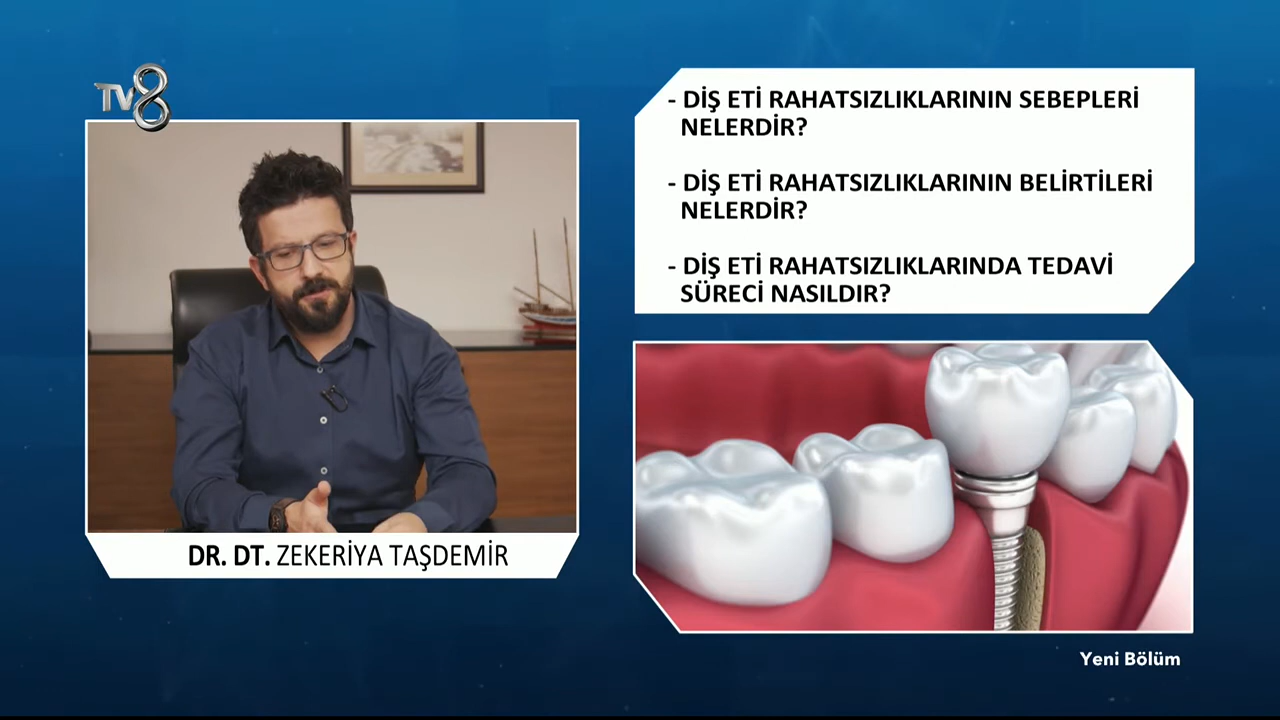 TV8
- DİŞ ETİ RAHATSIZLIKLARININ SEBEPLERİ
NELERDİR?
- DİŞ ETİ RAHATSIZLIKLARININ BELİRTİLERİ
NELERDİR?
- DİŞ ETİ RAHATSIZLIKLARINDA TEDAVİ
SÜRECİ NASILDIR?
DR. DT. ZEKERİYA TAŞDEMİR
Yeni Bölüm